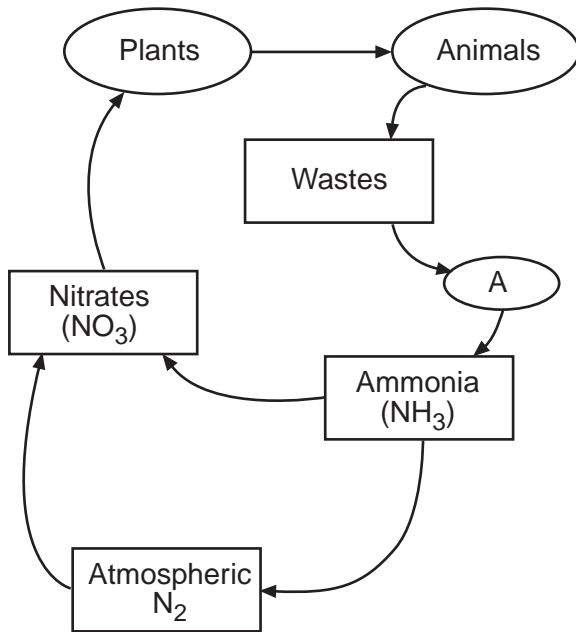 Plants
Animals
Wastes
A
Nitrates
(NO₃)
Ammonia
(NH₃)
Atmospheric
N₂